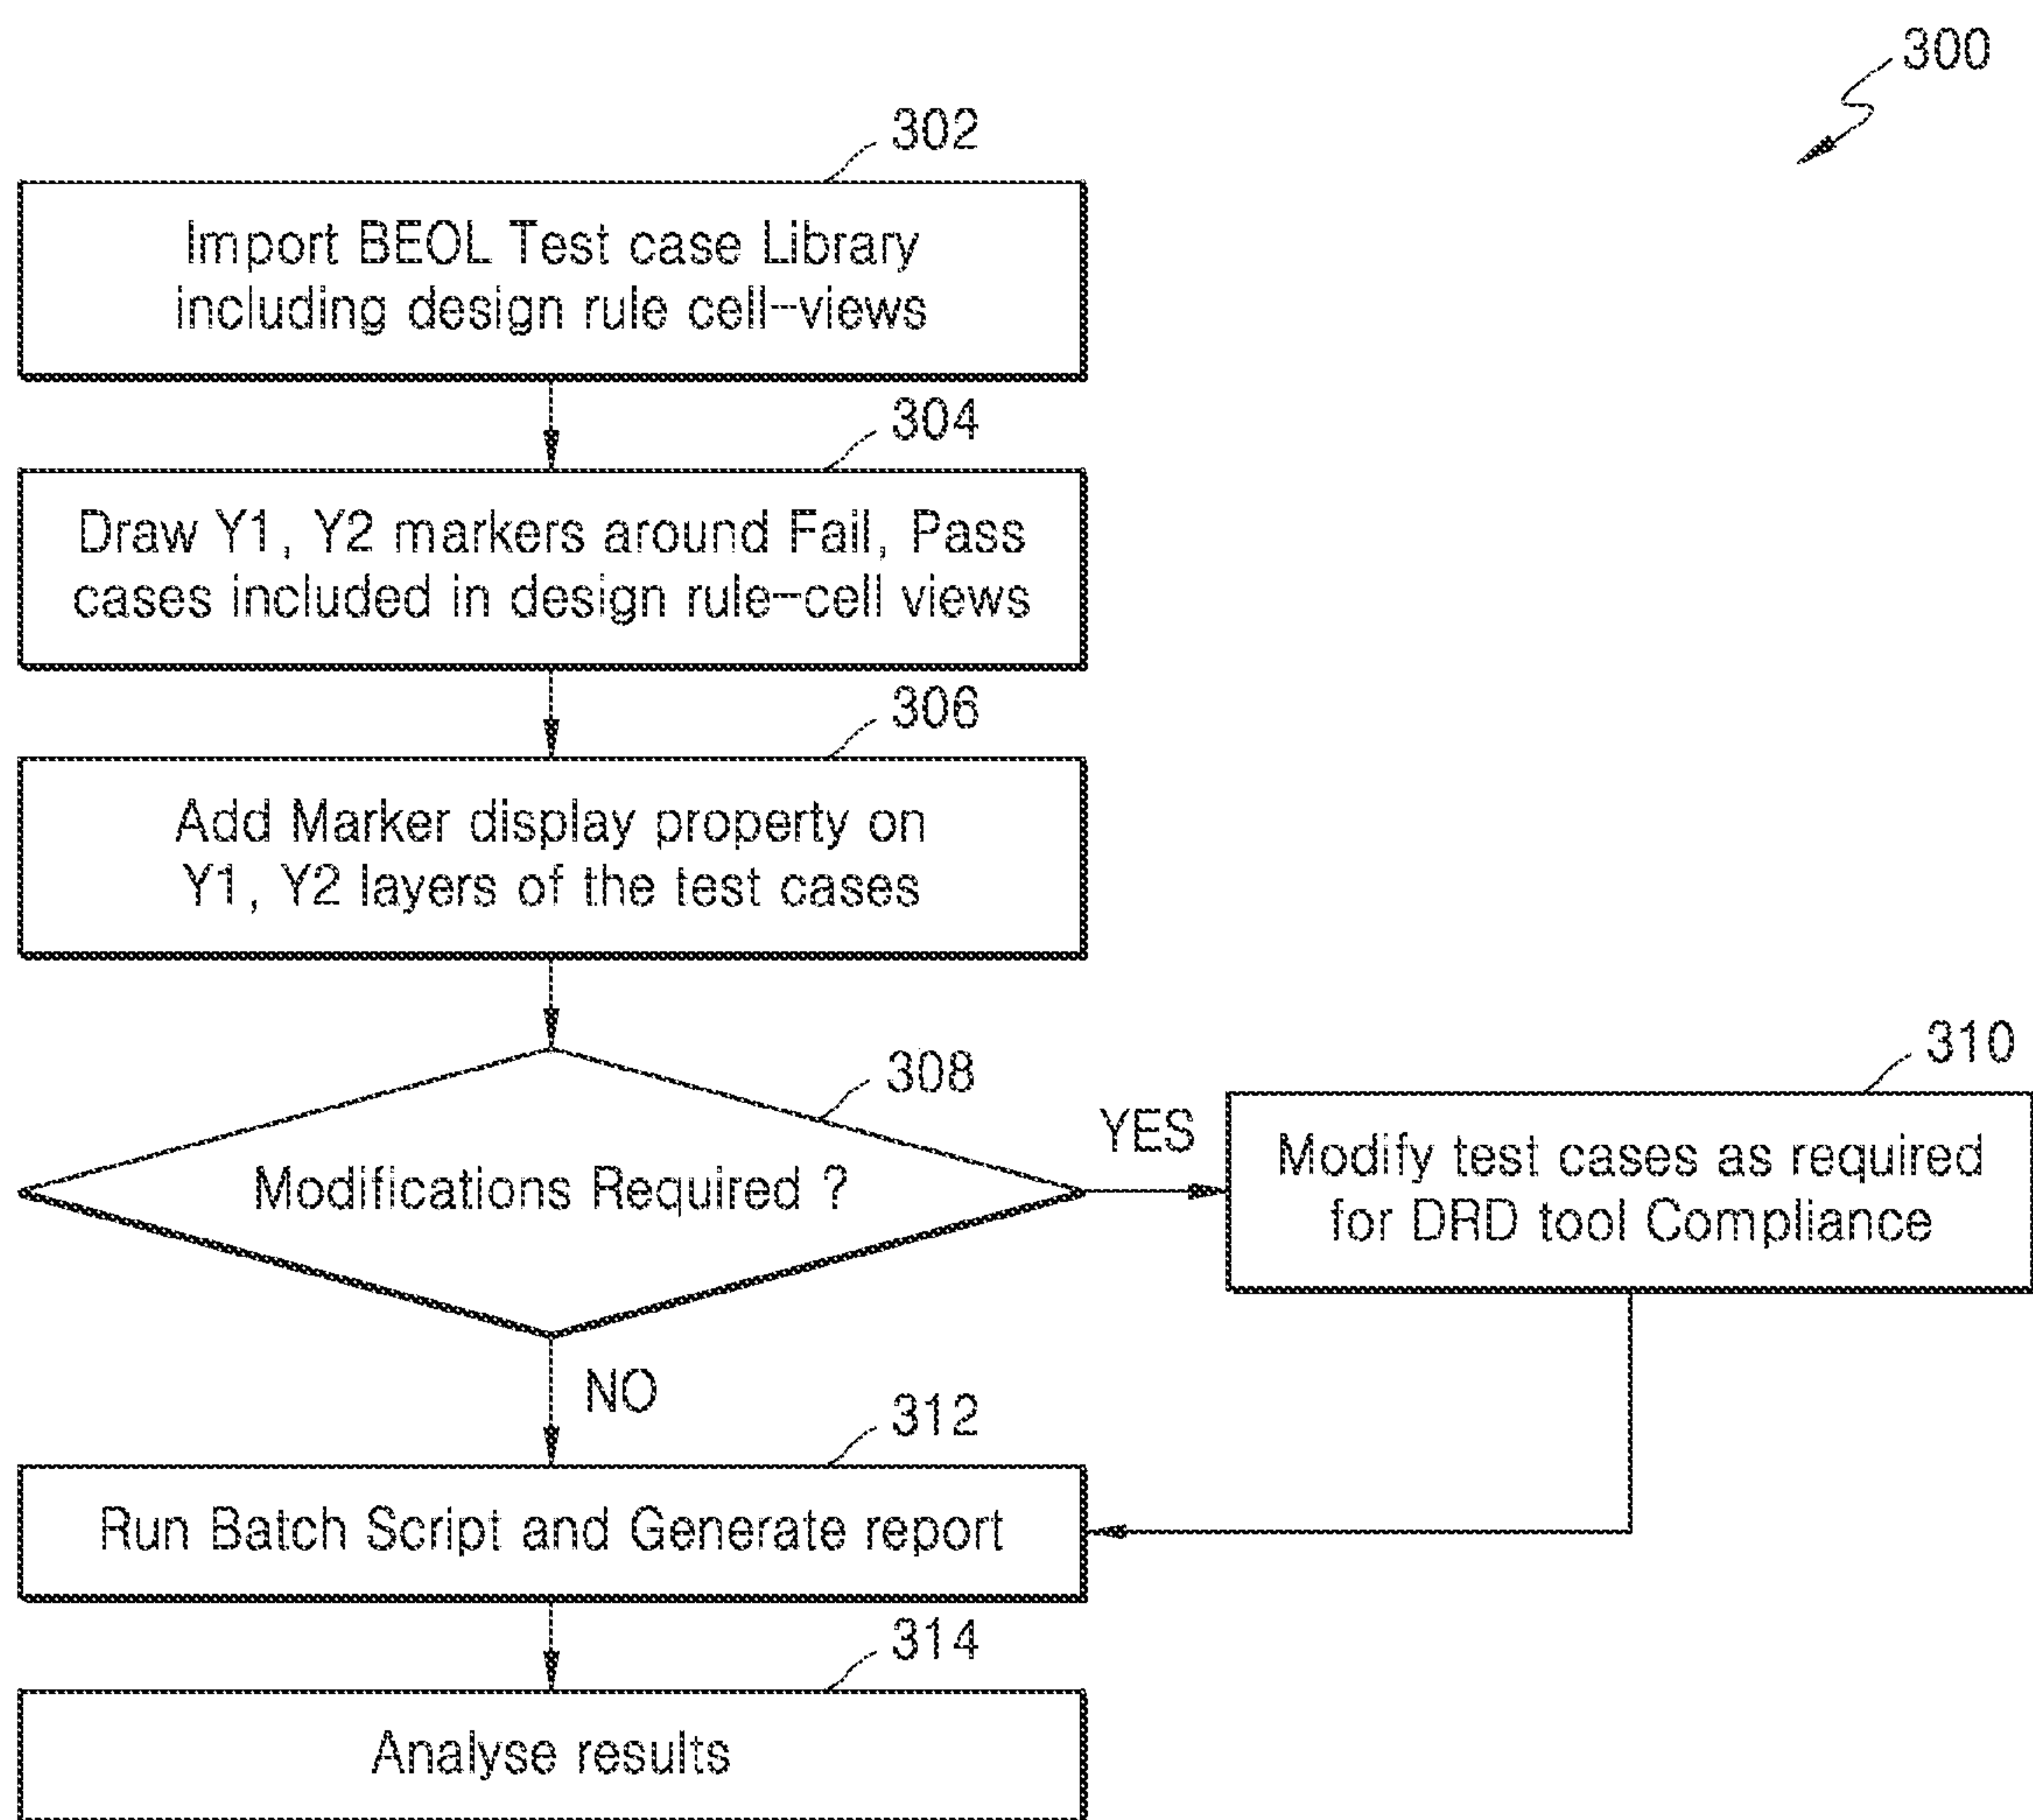 300
302
Import BEOL Test case Library
including design rule cell-views
304
Draw Y1, Y2 markers around Fail, Pass
cases included in design rule-cell views
306
Add Marker display property on
Y1, Y2 layers of the test cases
308
Modifications Required ?
YES
310
Modify test cases as required
for DRD tool Compliance
NO
312
Run Batch Script and Generate report
314
Analyse results